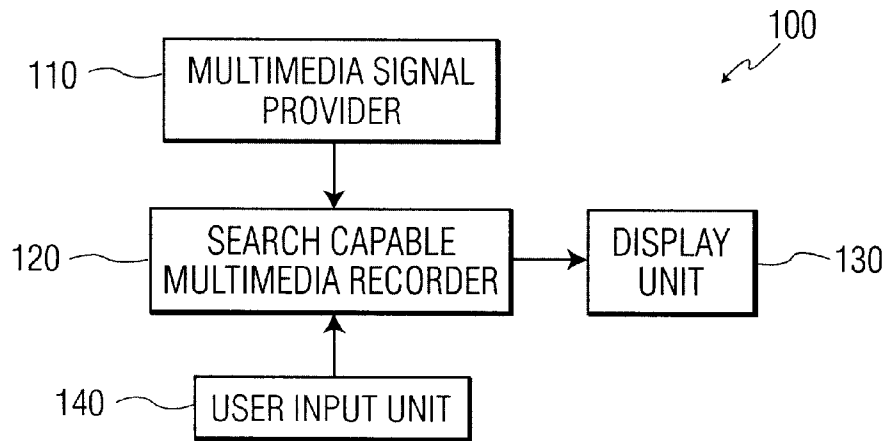 100
110
MULTIMEDIA SIGNAL
PROVIDER
120
SEARCH CAPABLE
MULTIMEDIA RECORDER
DISPLAY
UNIT
130
140
USER INPUT UNIT